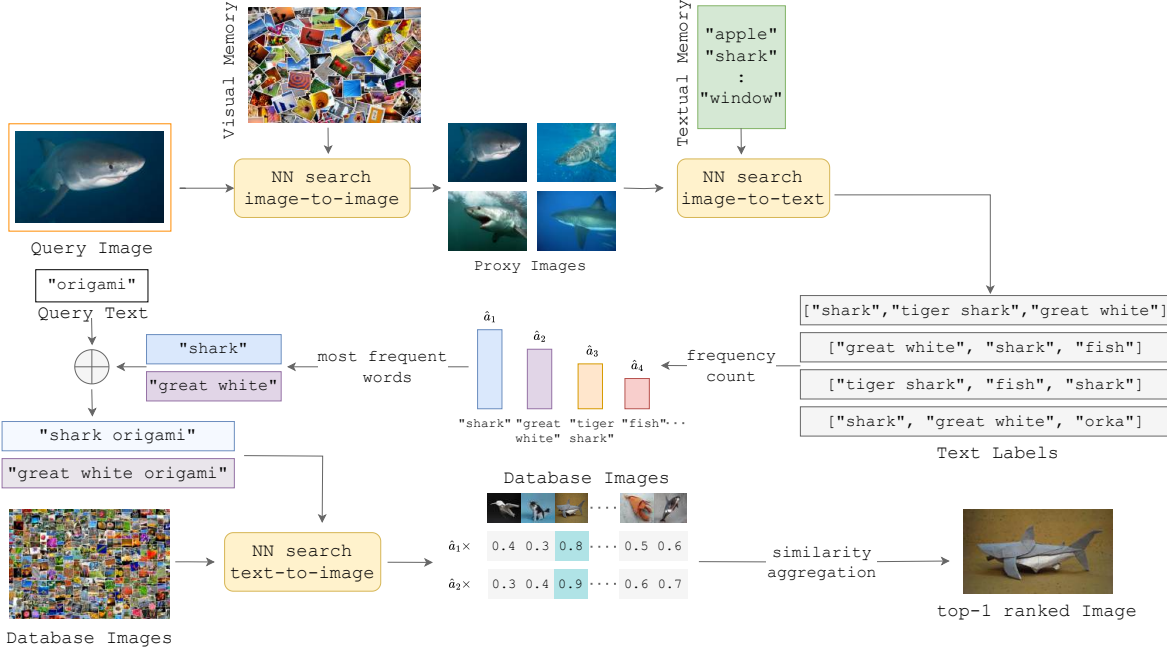 Visual Memory
Textual Memory
"apple"
"shark"
:
"window"
NN search
image-to-image
NN search
image-to-text
Query Image
Proxy Images
"origami"
Query Text
["shark","tiger shark","great white"]
["great white", "shark", "fish"]
["tiger shark", "fish", "shark"]
["shark", "great white", "orka"]
Text Labels
frequency
count
â₁
â₂
â₃
â₄
"shark"
"great
white"
"tiger
shark"
"fish"
···
most frequent
words
"shark"
"great white"
"shark origami"
"great white origami"
Database Images
NN search
text-to-image
Database Images
····
â₁× 0.4 0.3 0.8 ···· 0.5 0.6
â₂× 0.3 0.4 0.9 ···· 0.6 0.7
similarity
aggregation
top-1 ranked Image